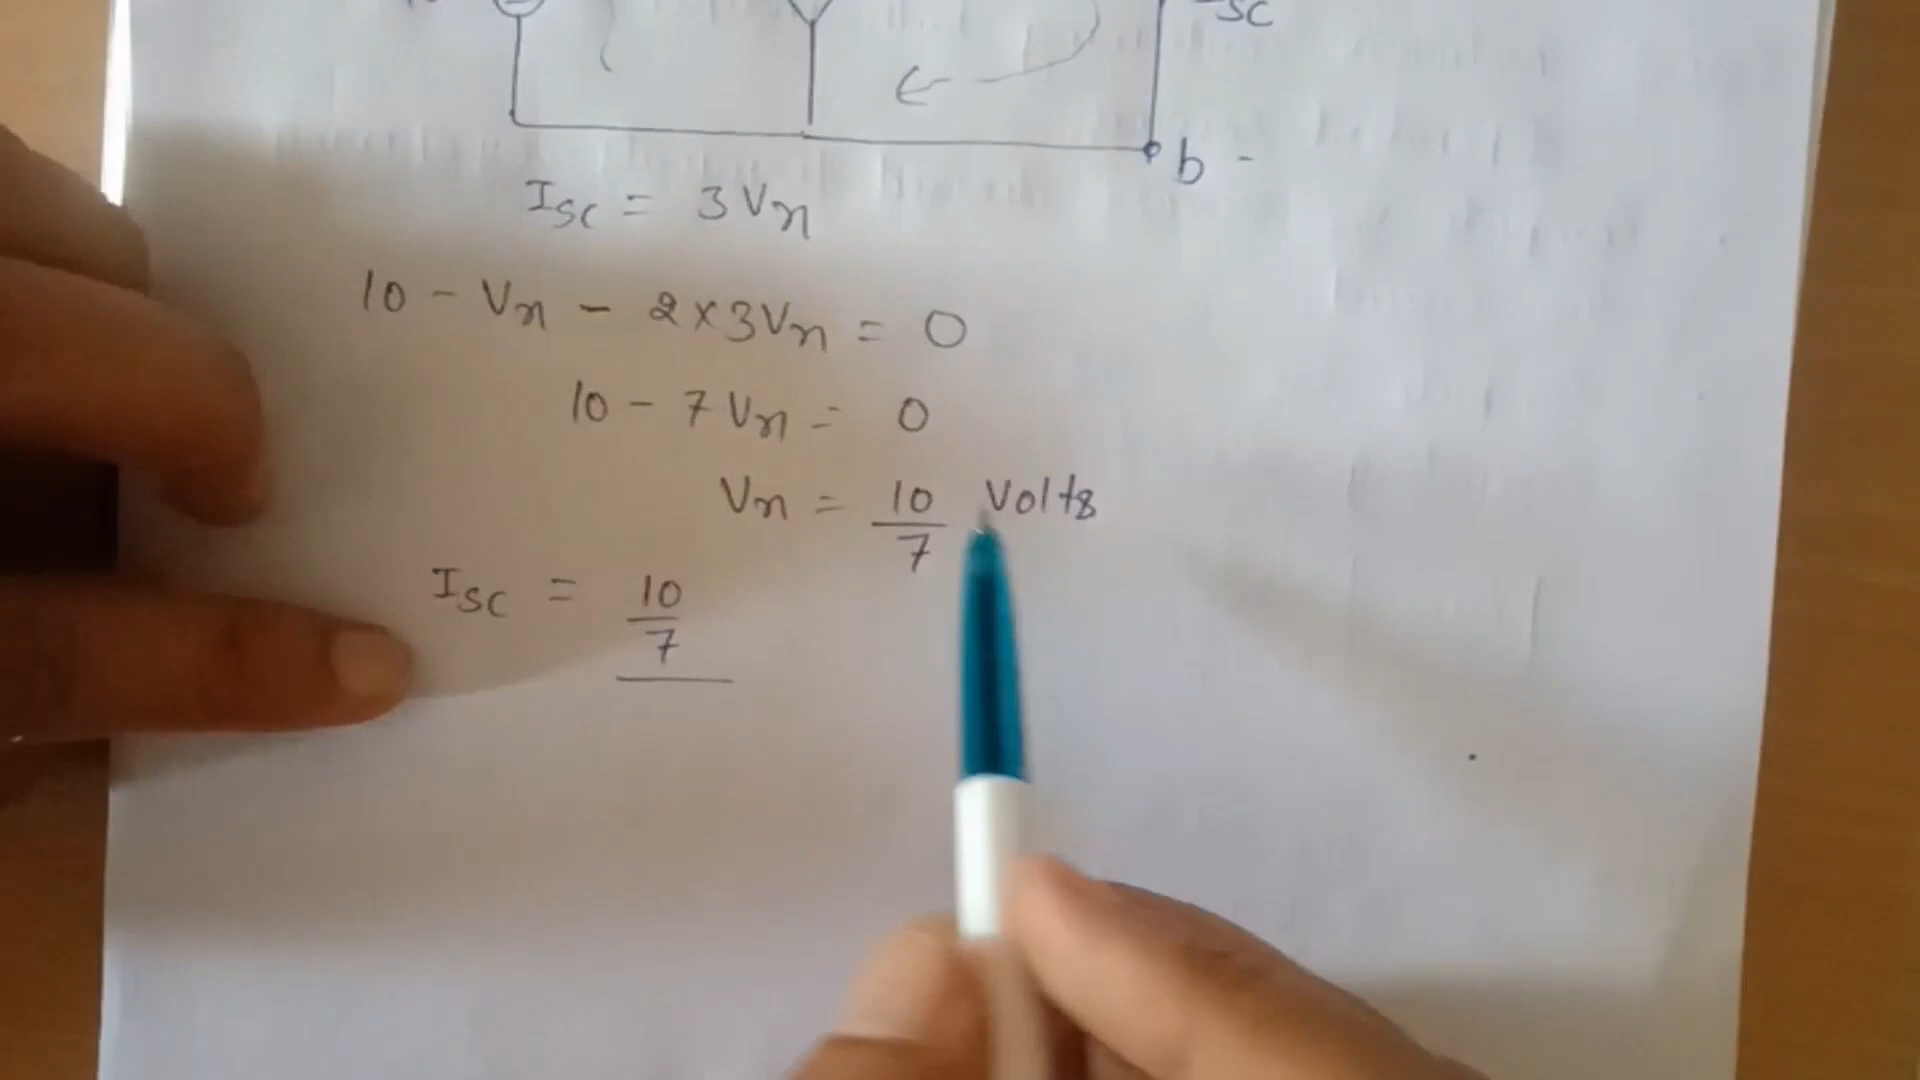 SC
b -
Isc = 3Vx
10 - Vx - 2×3Vx = 0
10 - 7Vx = 0
Vx = 10/7 Volts
Isc = 10/7